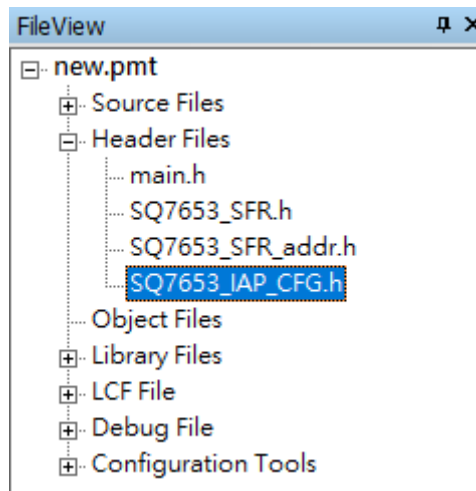 FileView
new.pmt
Source Files
Header Files
main.h
SQ7653_SFR.h
SQ7653_SFR_addr.h
SQ7653_IAP_CFG.h
Object Files
Library Files
LCF File
Debug File
Configuration Tools